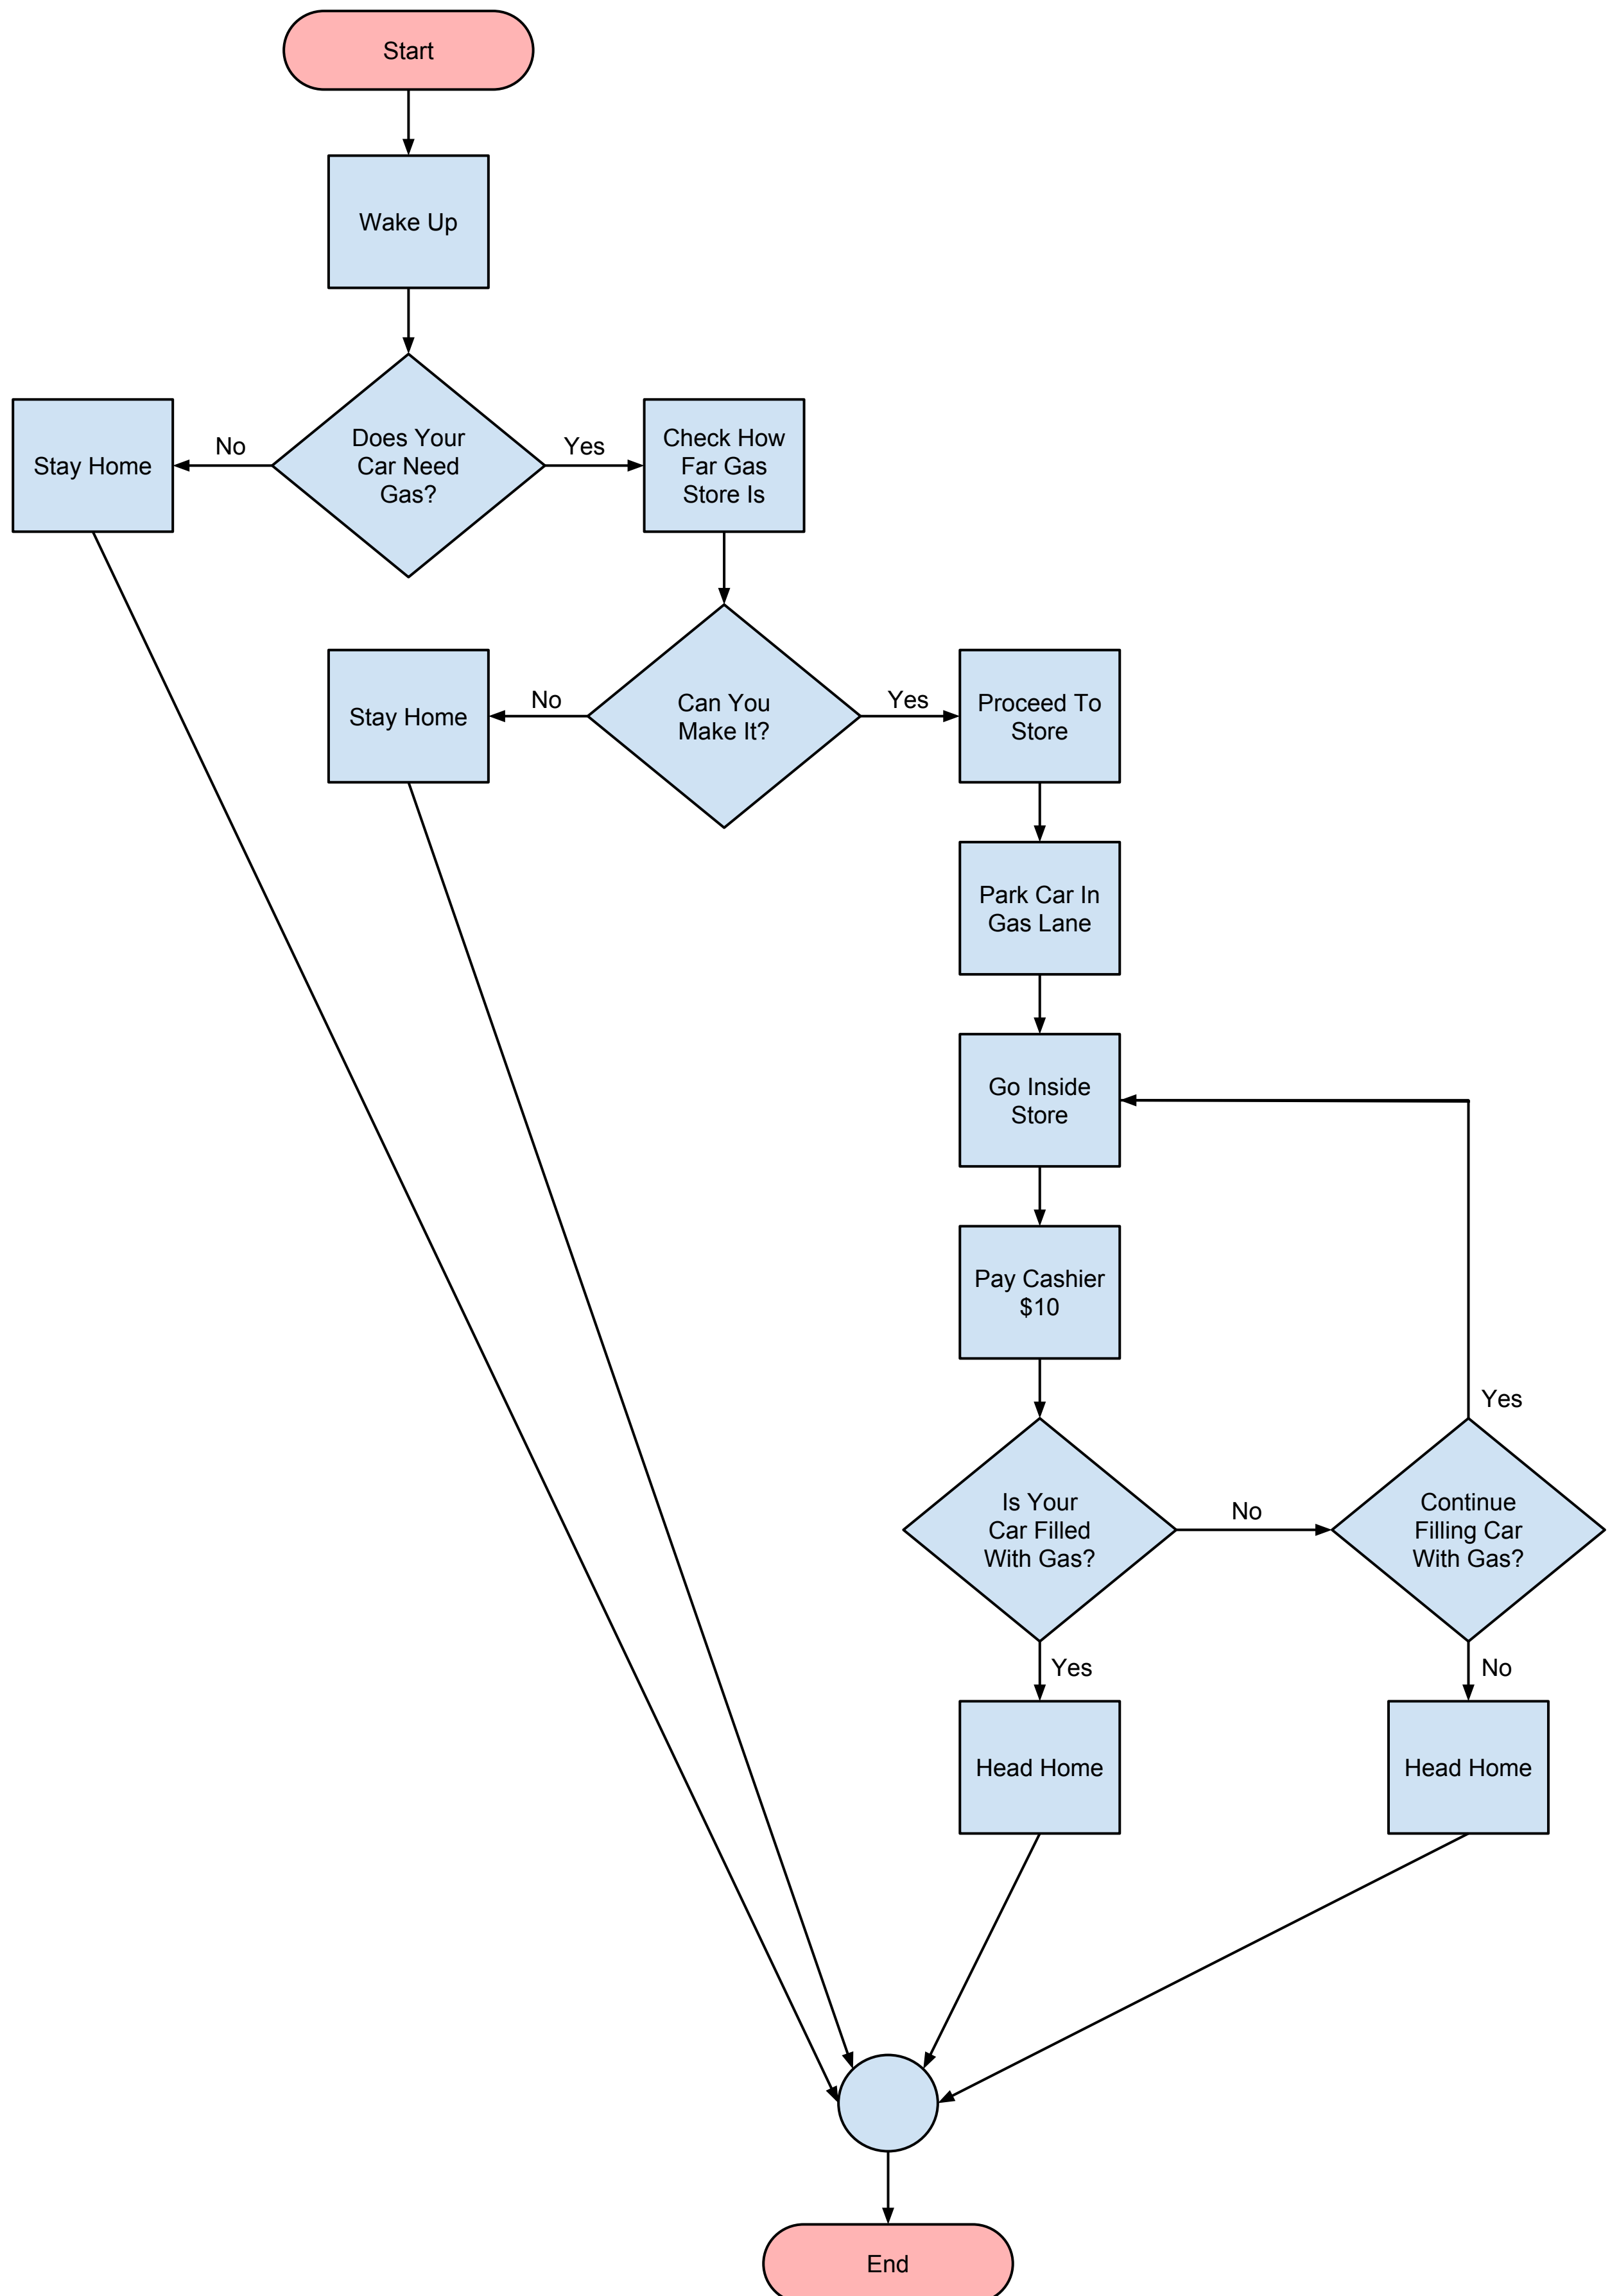 Start
Wake Up
Stay Home
No
Does Your
Car Need
Gas?
Yes
Check How
Far Gas
Store Is
Stay Home
No
Can You
Make It?
Yes
Proceed To
Store
Park Car In
Gas Lane
Go Inside
Store
Pay Cashier
$10
Yes
Is Your
Car Filled
With Gas?
No
Continue
Filling Car
With Gas?
Yes
No
Head Home
Head Home
End